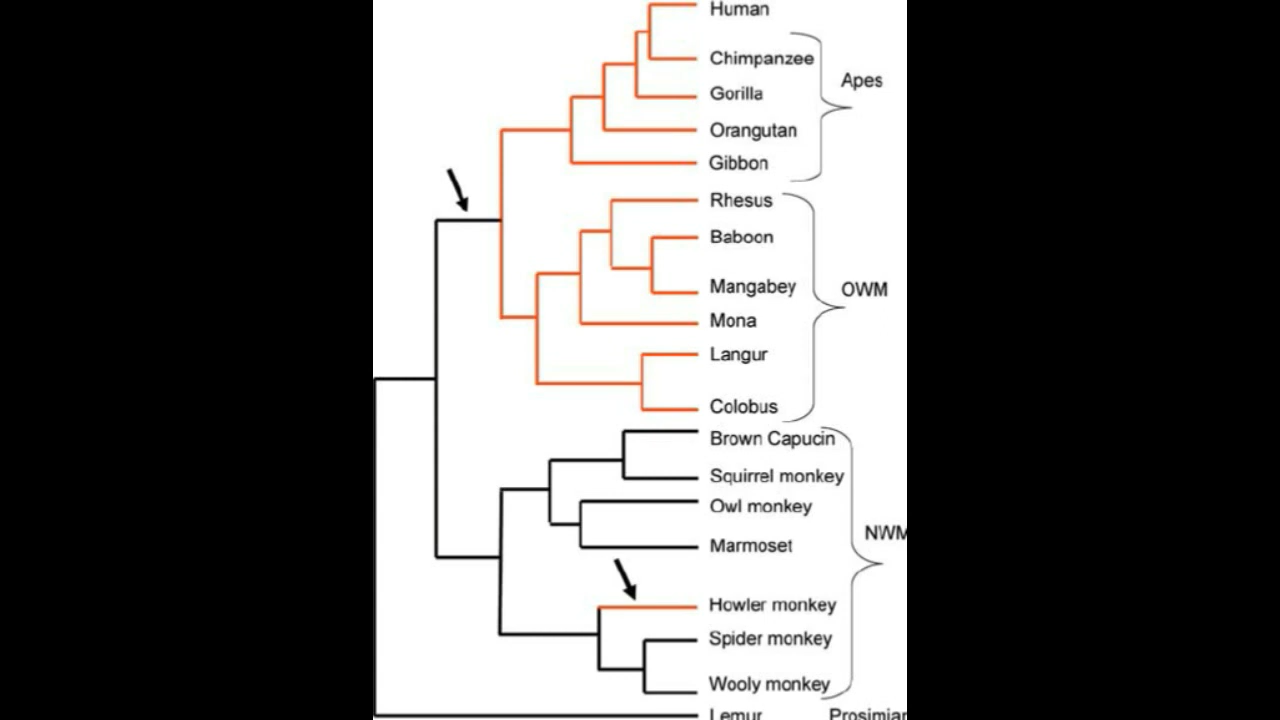 Human
Chimpanzee
Apes
Gorilla
Orangutan
Gibbon
Rhesus
Baboon
Mangabey
OWM
Mona
Langur
Colobus
Brown Capucin
Squirrel monkey
Owl monkey
NWM
Marmoset
Howler monkey
Spider monkey
Wooly monkey
Lemur
Prosimian